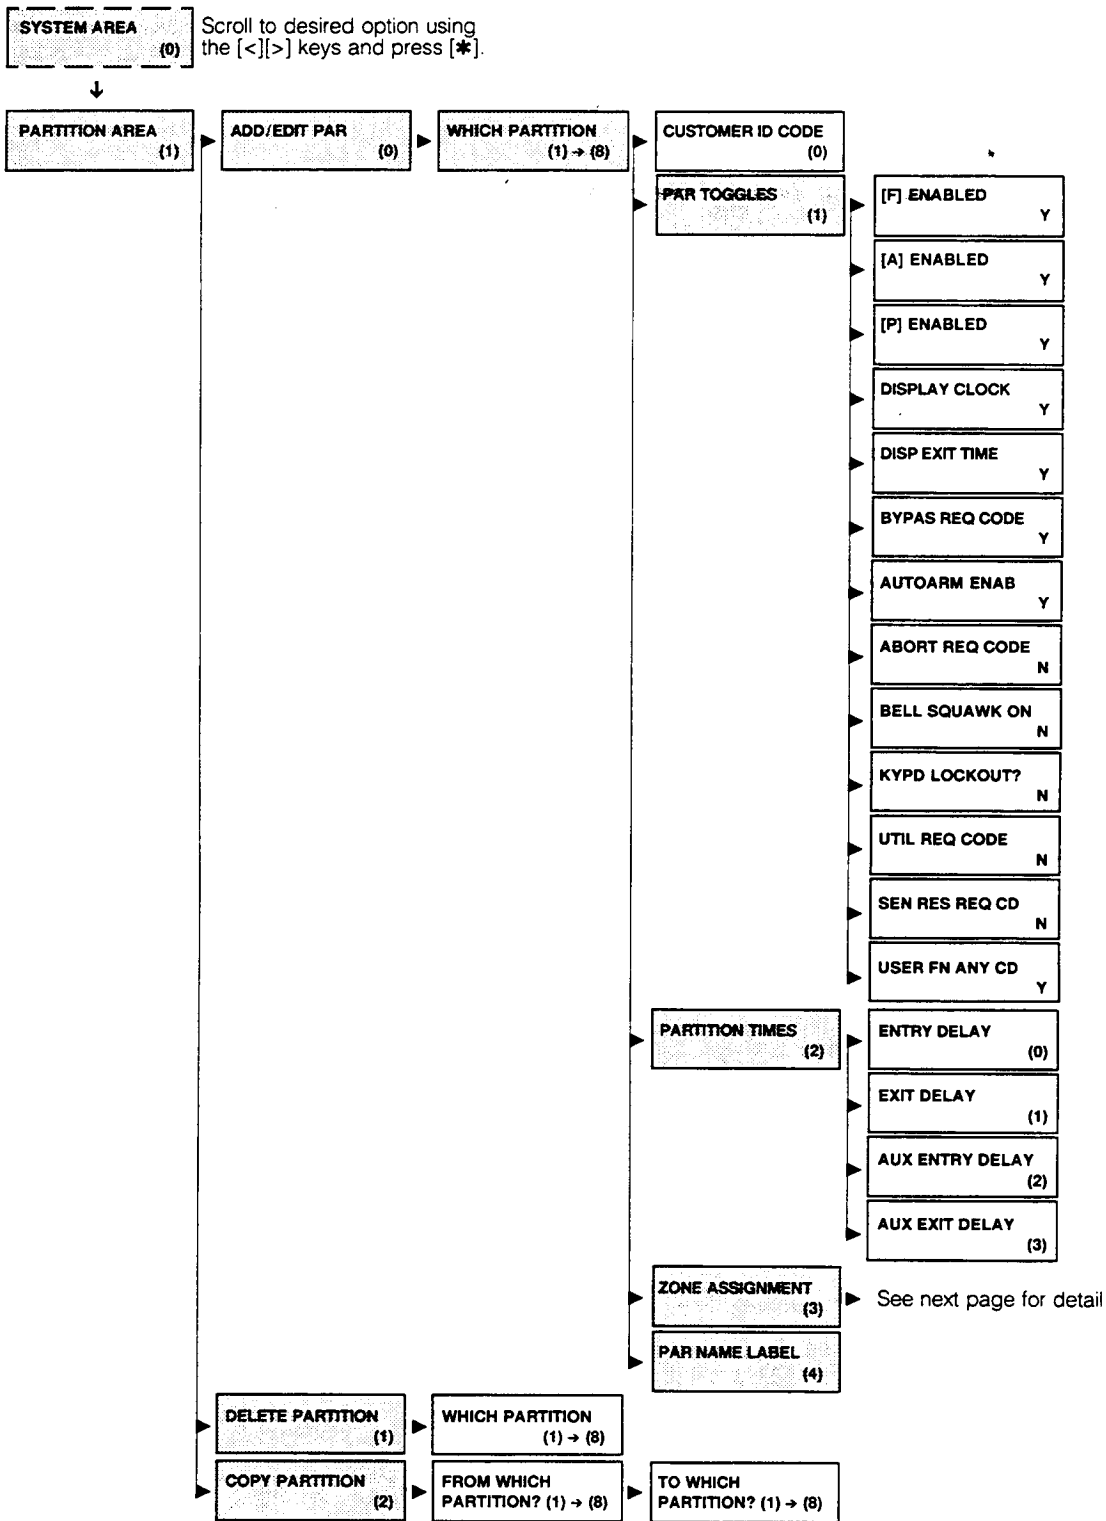 SYSTEM AREA
(0)
Scroll to desired option using
the [<][>] keys and press [✱].
PARTITION AREA
(1)
ADD/EDIT PAR
(0)
WHICH PARTITION
(1) → (8)
CUSTOMER ID CODE
(0)
PAR TOGGLES
(1)
[F] ENABLED
Y
[A] ENABLED
Y
[P] ENABLED
Y
DISPLAY CLOCK
Y
DISP EXIT TIME
Y
BYPAS REQ CODE
Y
AUTOARM ENAB
Y
ABORT REQ CODE
N
BELL SQUAWK ON
N
KYPD LOCKOUT?
N
UTIL REQ CODE
N
SEN RES REQ CD
N
USER FN ANY CD
Y
PARTITION TIMES
(2)
ENTRY DELAY
(0)
EXIT DELAY
(1)
AUX ENTRY DELAY
(2)
AUX EXIT DELAY
(3)
ZONE ASSIGNMENT
(3)
See next page for detail
PAR NAME LABEL
(4)
DELETE PARTITION
(1)
WHICH PARTITION
(1) → (8)
COPY PARTITION
(2)
FROM WHICH
PARTITION? (1) → (8)
TO WHICH
PARTITION? (1) → (8)